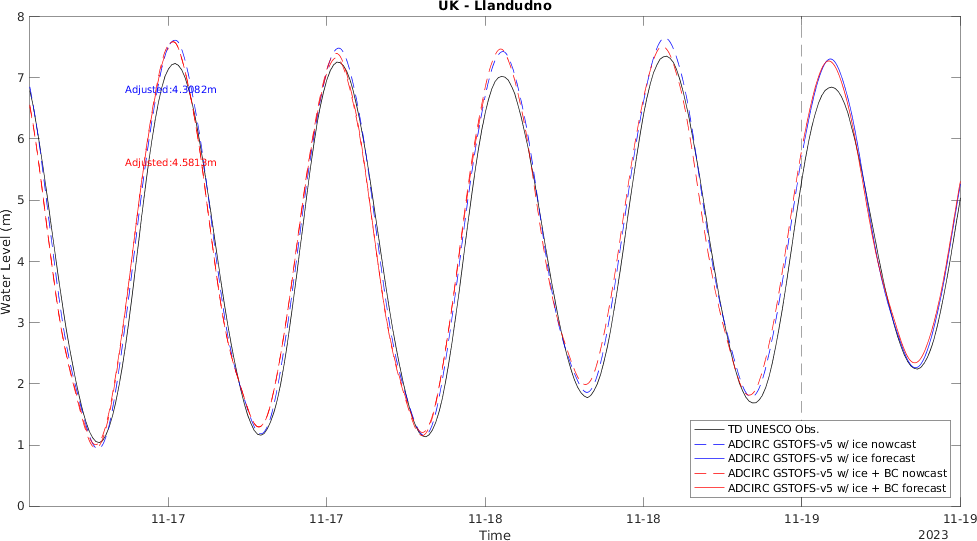 UK - Llandudno
8
7
6
5
4
3
2
1
0
Water Level (m)
Adjusted:4.3082m
Adjusted:4.5813m
TD UNESCO Obs.
ADCIRC GSTOFS-v5 w/ ice nowcast
ADCIRC GSTOFS-v5 w/ ice forecast
ADCIRC GSTOFS-v5 w/ ice + BC nowcast
ADCIRC GSTOFS-v5 w/ ice + BC forecast
11-17 11-17 11-18 11-18 11-19 11-19
Time
2023